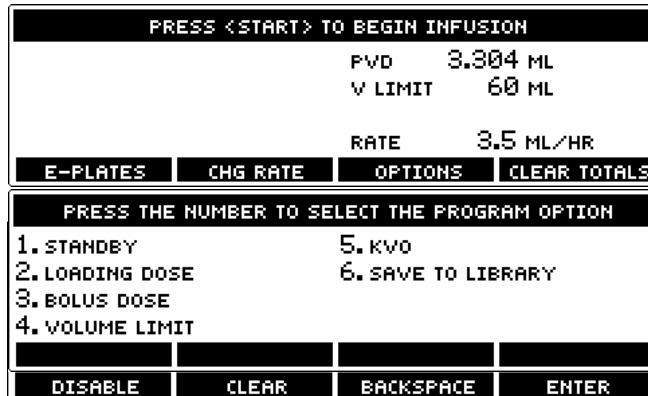 PRESS <START> TO BEGIN INFUSION
PVD 3.304 ML
V LIMIT 60 ML
RATE 3.5 ML/HR
E-PLATES CHG RATE OPTIONS CLEAR TOTALS
PRESS THE NUMBER TO SELECT THE PROGRAM OPTION
1. STANDBY 5. KVO
2. LOADING DOSE 6. SAVE TO LIBRARY
3. BOLUS DOSE
4. VOLUME LIMIT
DISABLE CLEAR BACKSPACE ENTER